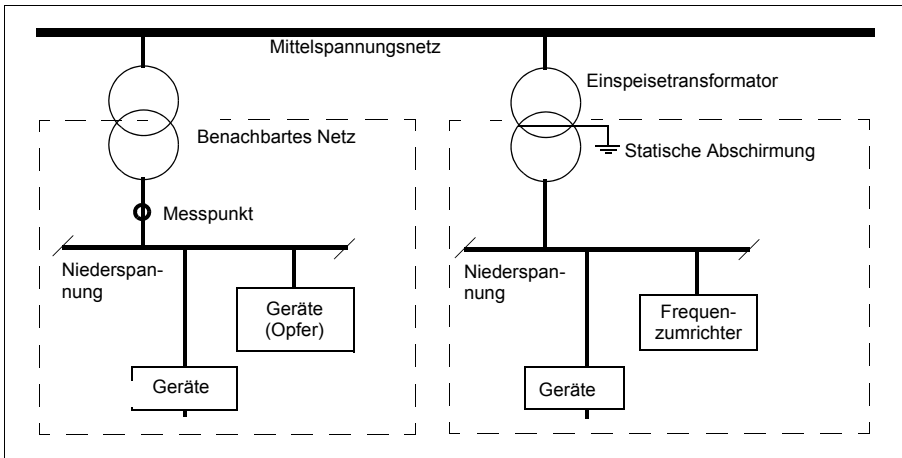 Mittelspannungsnetz
Einspeisetransformator
Benachbartes Netz
Statische Abschirmung
Messpunkt
Niederspan-
nung
Geräte
(Opfer)
Geräte
Niederspan-
nung
Frequen-
zumrichter
Geräte